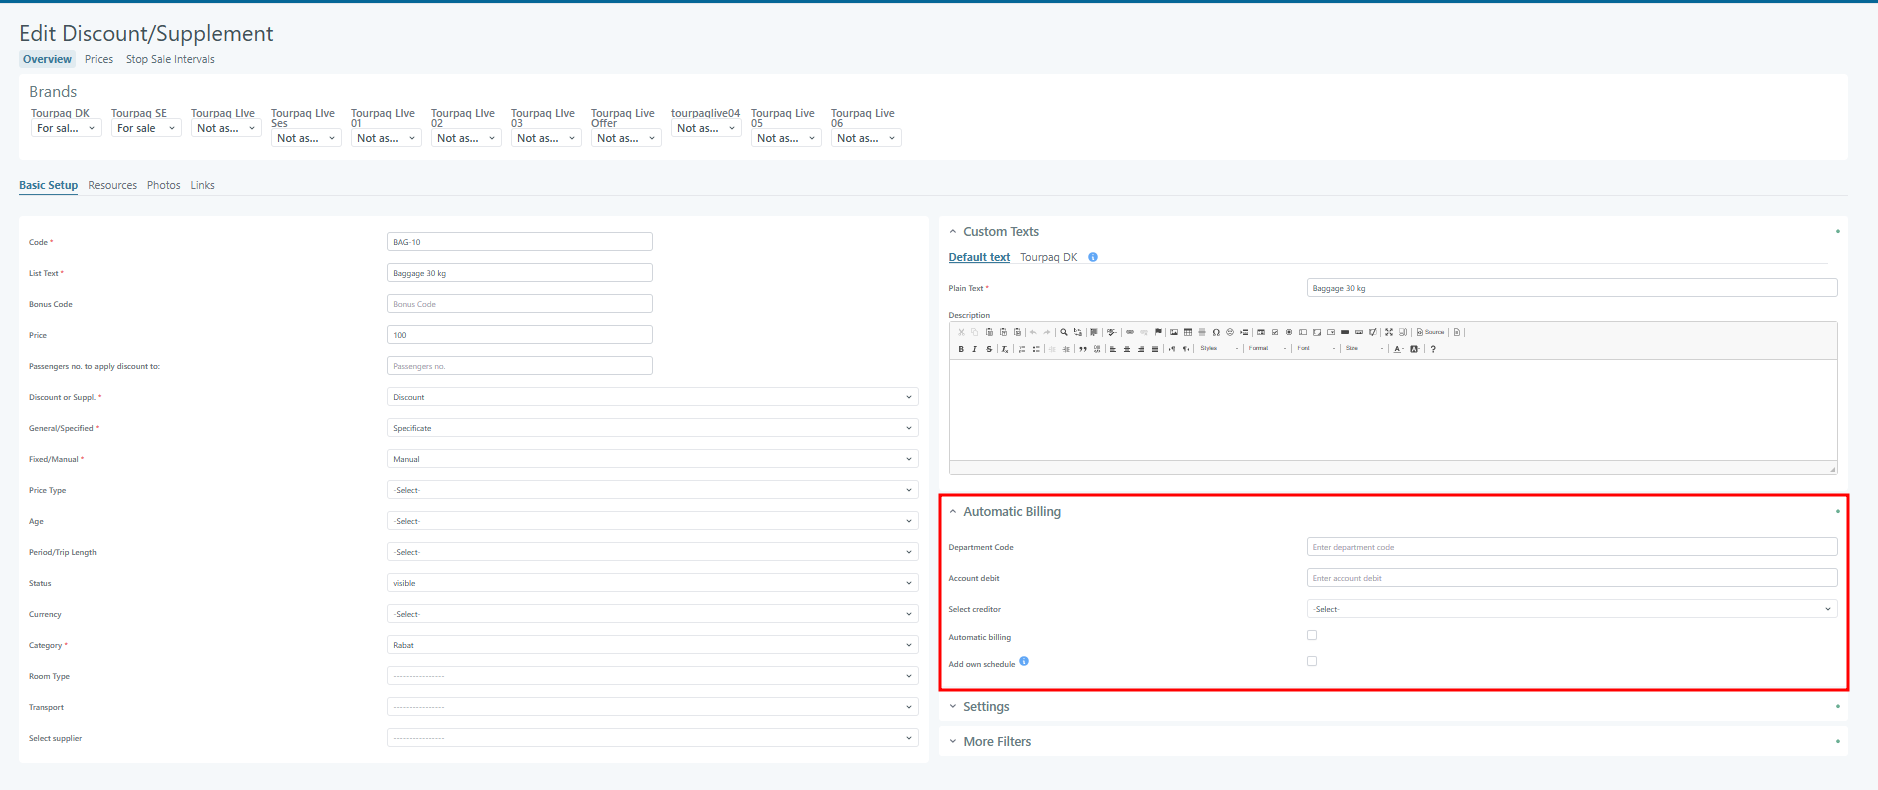 Edit Discount/Supplement
Overview Prices Stop Sale Intervals
Brands
Tourpaq DK Tourpaq SE Tourpaq LIve Tourpaq LIve Ses Tourpaq LIve 01 Tourpaq LIve 02 Tourpaq LIve 03 Tourpaq Live Offer tourpaqlive04 Tourpaq Live 05 Tourpaq Live 06
For sal... For sale Not as... Not as... Not as... Not as... Not as... Not as... Not as... Not as... Not as...
Basic Setup Resources Photos Links
Code * BAG-10
List Text * Baggage 30 kg
Bonus Code Bonus Code
Price 100
Passengers no. to apply discount to: Passengers no.
Discount or Suppl. * Discount
General/Specified * Specificate
Fixed/Manual * Manual
Price Type -Select-
Age -Select-
Period/Trip Length -Select-
Status visible
Currency -Select-
Category * Rabat
Room Type ----------------
Transport ----------------
Select supplier ----------------
Custom Texts
Default text Tourpaq DK
Plain Text * Baggage 30 kg
Description
Source
Styles Format Font Size
Automatic Billing
Department Code Enter department code
Account debit Enter account debit
Select creditor -Select-
Automatic billing
Add own schedule
Settings
More Filters